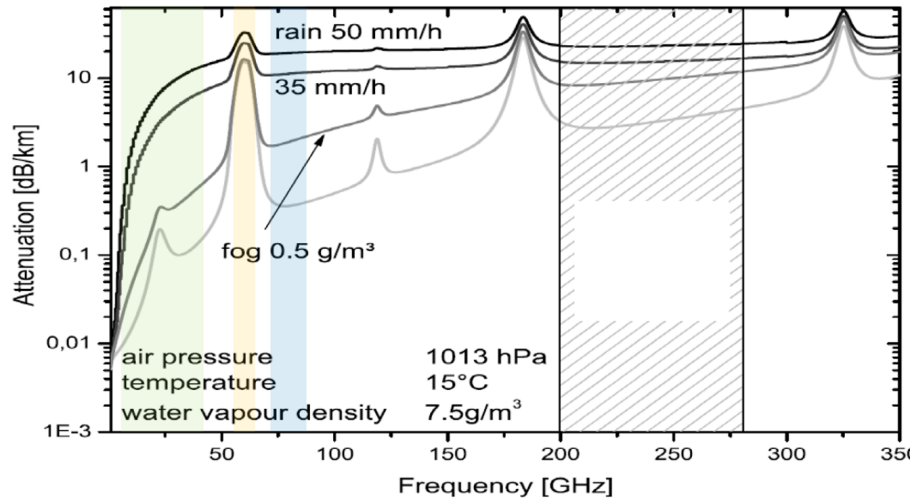 rain 50 mm/h
35 mm/h
fog 0.5 g/m³
air pressure 1013 hPa
temperature 15°C
water vapour density 7.5g/m³
Attenuation [dB/km]
10
1
0,1
0,01
1E-3
50 100 150 200 250 300 350
Frequency [GHz]